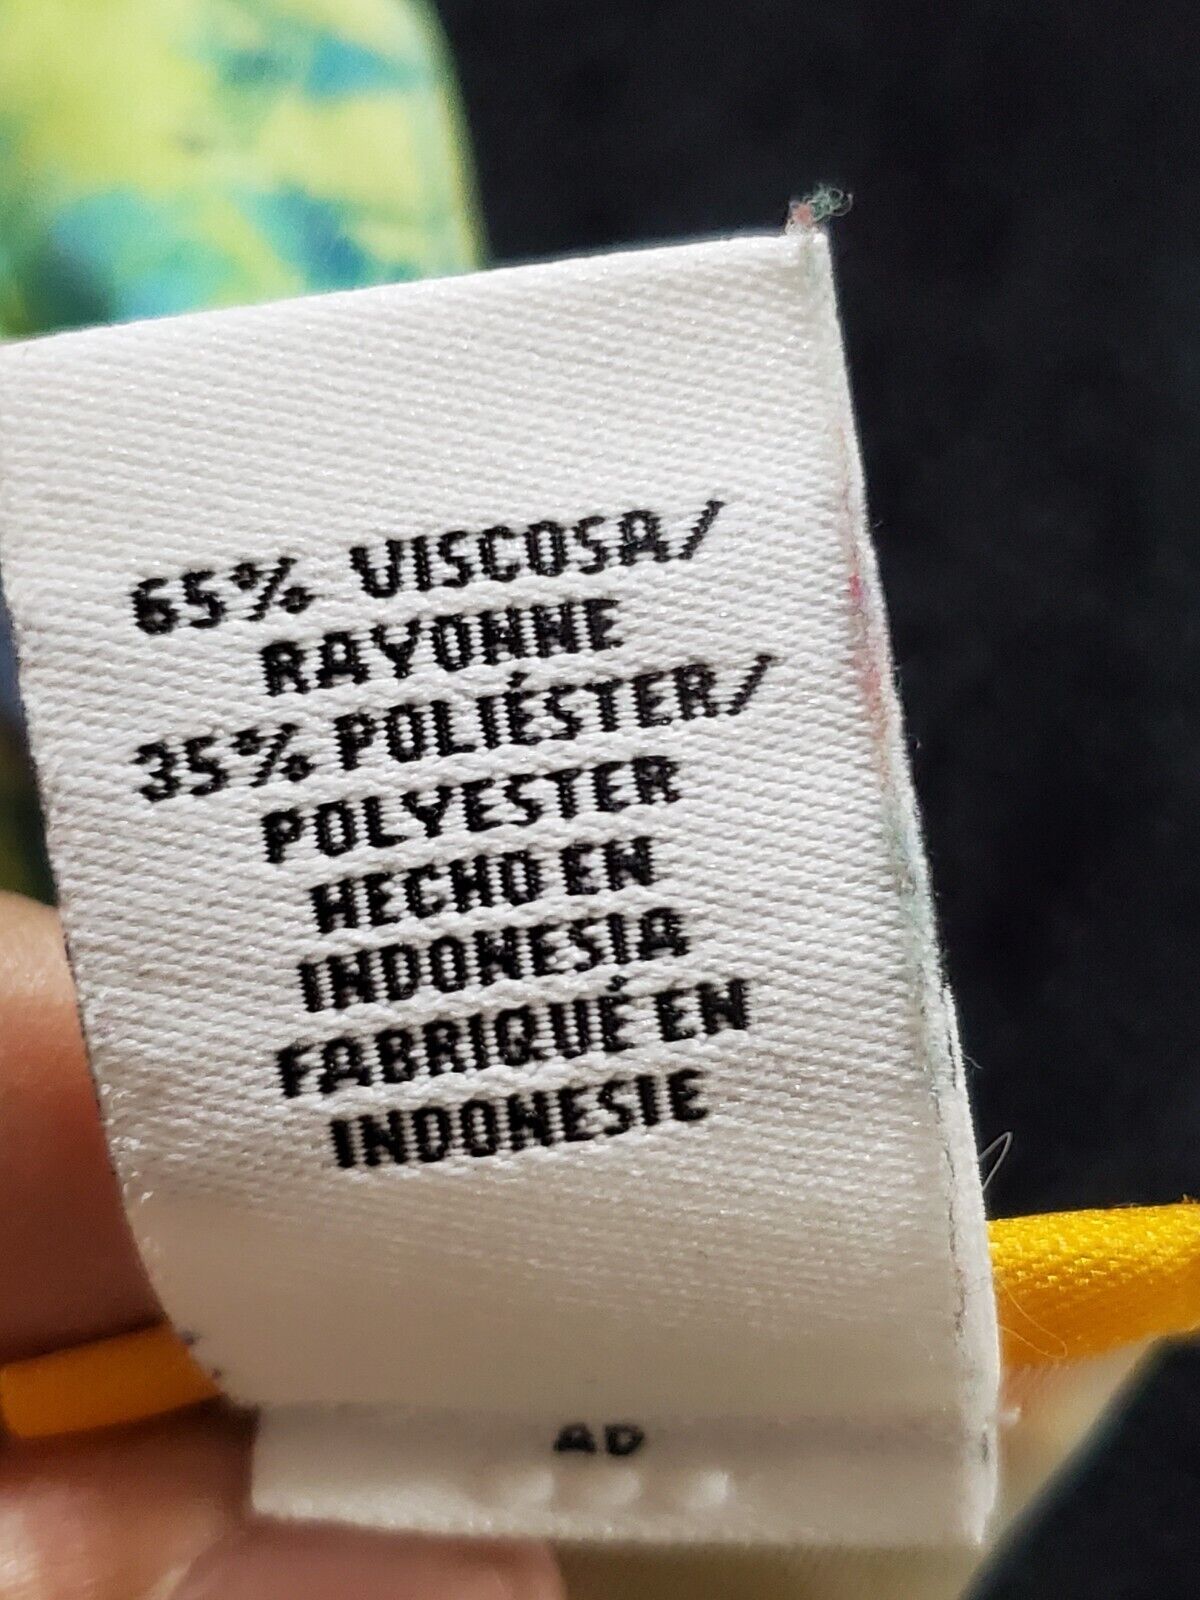 65% VISCOSA/
RAYONNE
35% POLIÉSTER/
POLYESTER
HECHO EN
INDONESIA
FABRIQUÉ EN
INDONESIE
AD